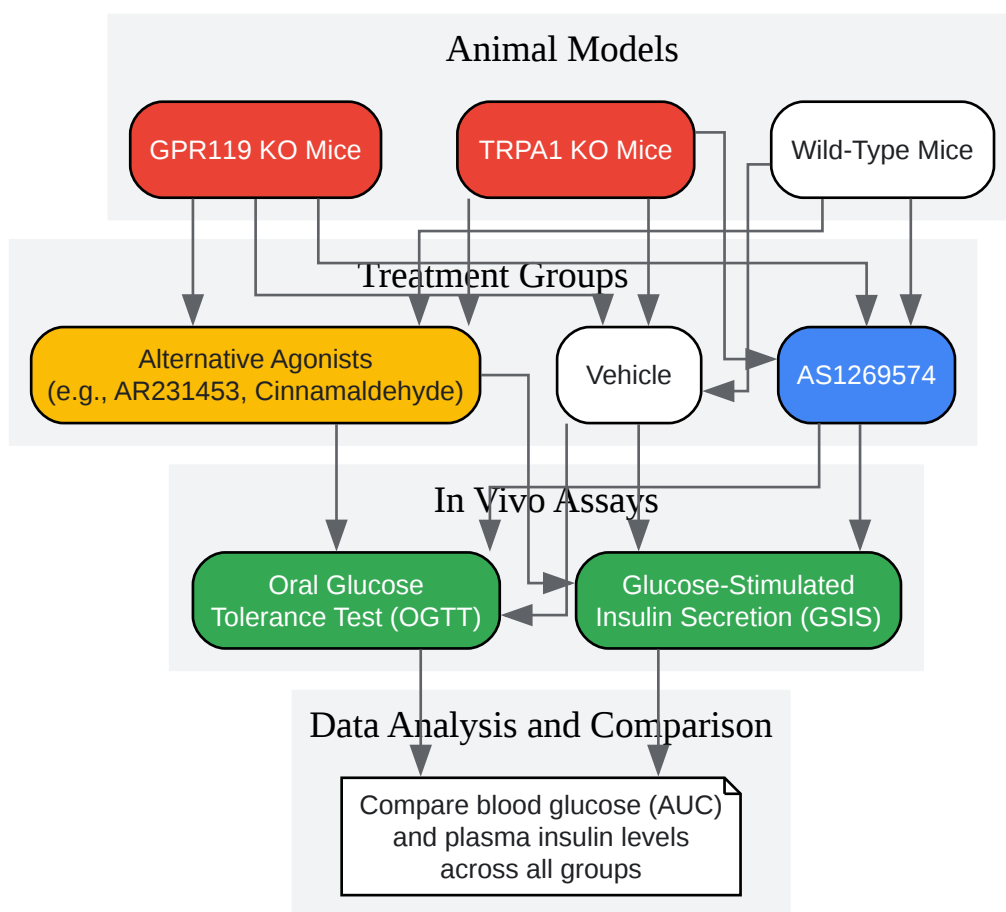 Animal Models
GPR119 KO Mice
TRPA1 KO Mice
Wild-Type Mice
Treatment Groups
Alternative Agonists
(e.g., AR231453, Cinnamaldehyde)
Vehicle
AS1269574
In Vivo Assays
Oral Glucose
Tolerance Test (OGTT)
Glucose-Stimulated
Insulin Secretion (GSIS)
Data Analysis and Comparison
Compare blood glucose (AUC)
and plasma insulin levels
across all groups